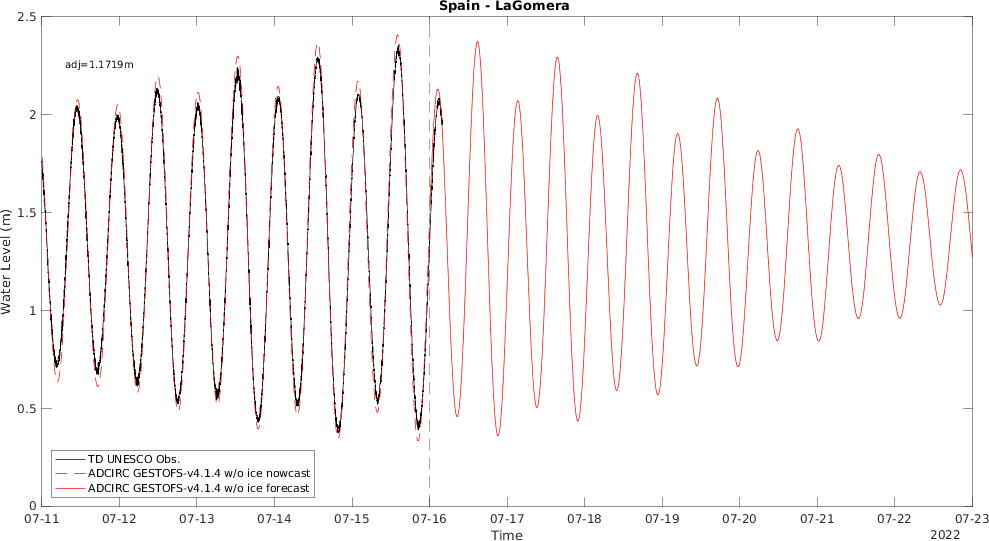 Spain - LaGomera
adj=1.1719m
Water Level (m)
2.5
2
1.5
1
0.5
0
TD UNESCO Obs.
ADCIRC GESTOFS-v4.1.4 w/o ice nowcast
ADCIRC GESTOFS-v4.1.4 w/o ice forecast
07-11 07-12 07-13 07-14 07-15 07-16 07-17 07-18 07-19 07-20 07-21 07-22 07-23
Time
2022